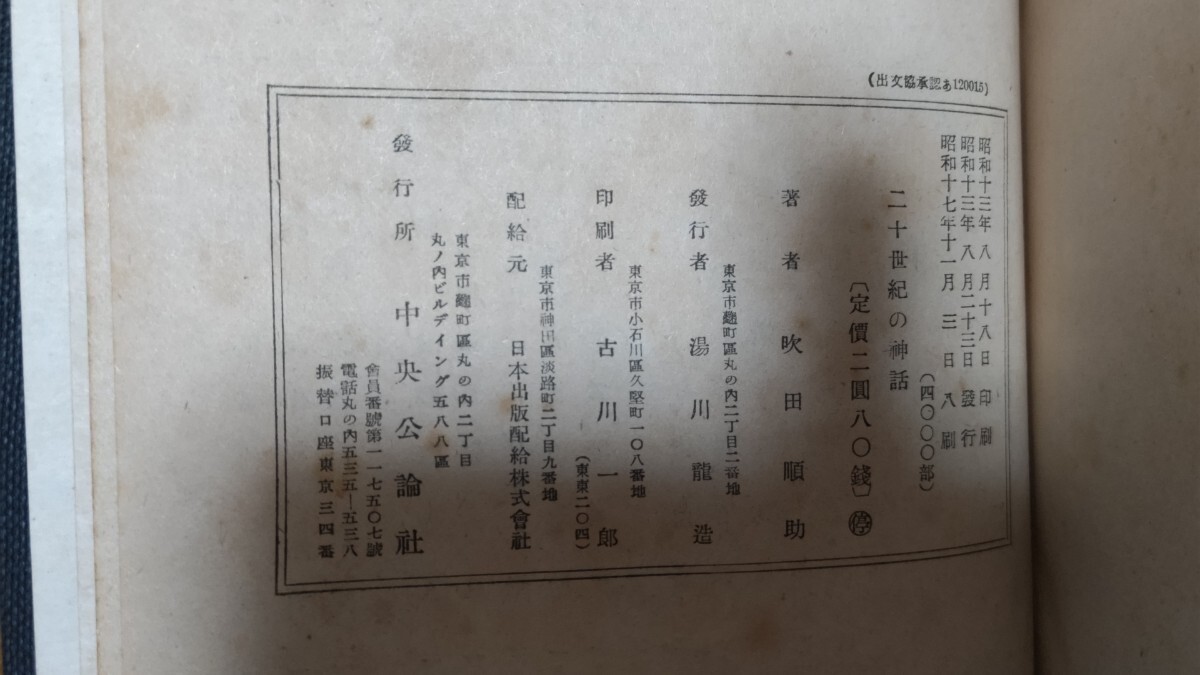 (出文協承認あ120015)
昭和十三年八月十八日印刷
昭和十三年八月二十三日發行
昭和十七年十一月三日八刷
(四〇〇〇部)
二十世紀の神話
〔定價二圓八〇錢〕停
著者 吹田順助
東京市麴町區丸の內二丁目二番地
發行者 湯川龍造
東京市小石川區久堅町一〇八番地
印刷者 古川一郎
(東東二〇四)
東京市神田區淡路町二丁目九番地
配給元 日本出版配給株式會社
東京市麴町區丸の內二丁目
丸ノ內ビルデイング五八八區
發行所 中央公論社
會員番號第一一七五〇七號
電話丸の內五三五一五三八
振替口座東京三四番